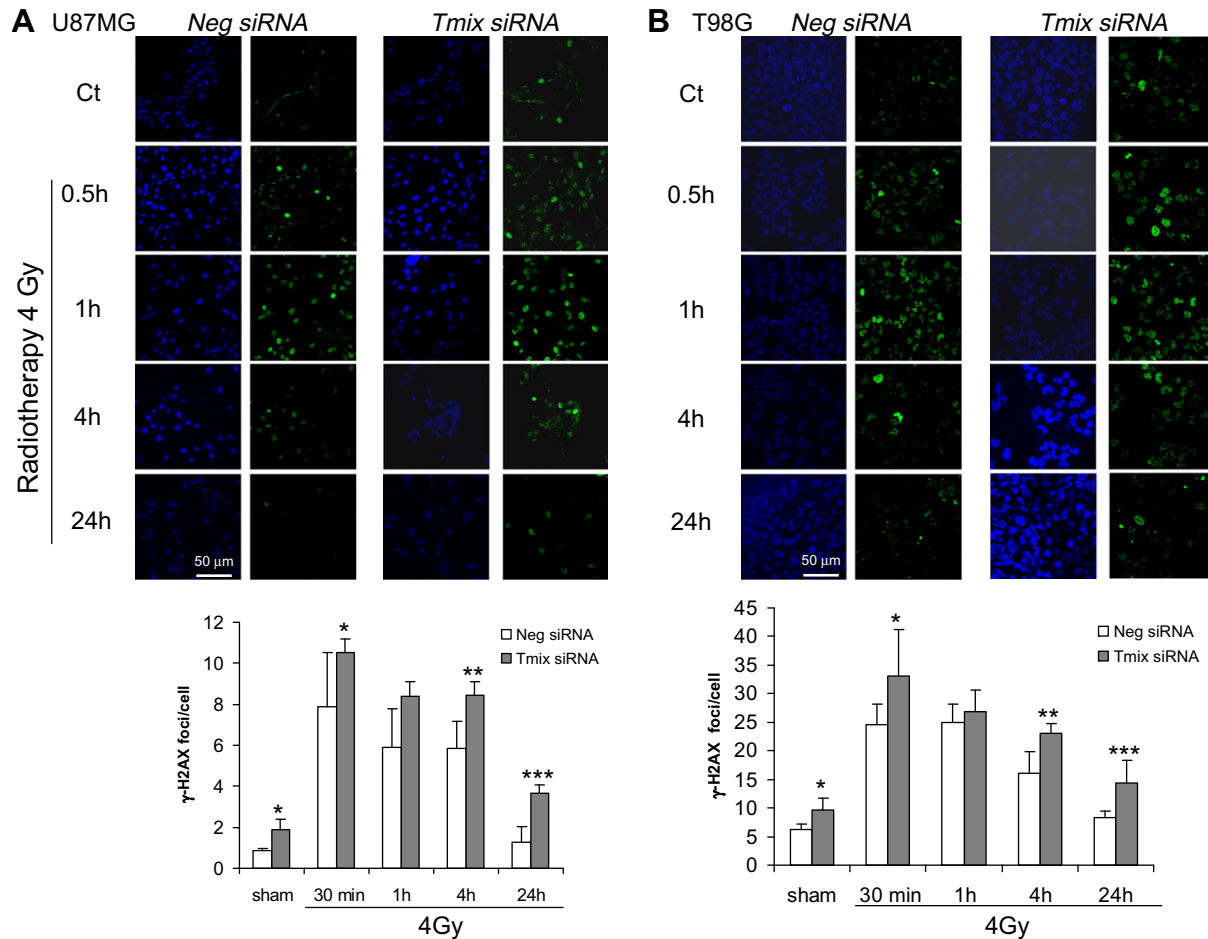 A U87MG Neg siRNA Tmix siRNA
Ct
0.5h
1h
4h
24h
Radiotherapy 4 Gy
50 μm
12
10
8
6
4
2
0
γ-H2AX foci/cell
Neg siRNA
Tmix siRNA
*
*
**
***
sham 30 min 1h 4h 24h
4Gy
B T98G Neg siRNA Tmix siRNA
Ct
0.5h
1h
4h
24h
50 μm
45
40
35
30
25
20
15
10
5
0
γ-H2AX foci/cell
Neg siRNA
Tmix siRNA
*
*
**
***
sham 30 min 1h 4h 24h
4Gy